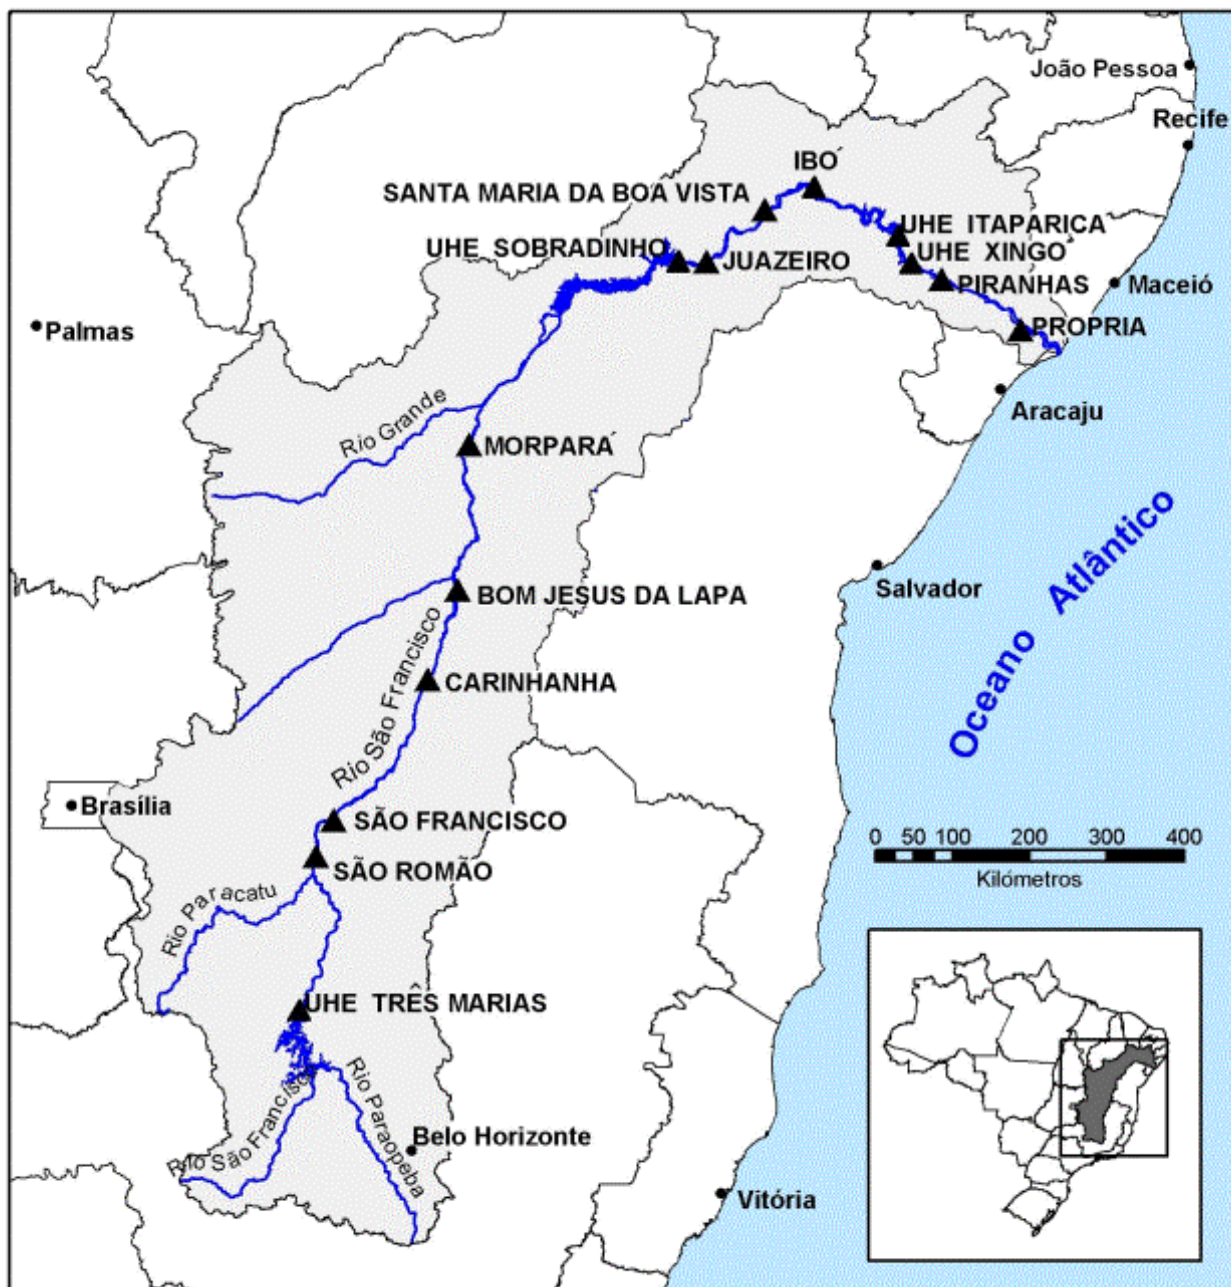 João Pessoa
Recife
IBÓ
SANTA MARIA DA BOA VISTA
UHE ITAPARICA
UHE SOBRADINHO
JUAZEIRO
UHE XINGÓ
PIRANHAS
Maceió
Palmas
PROPRIA
Rio Grande
Aracaju
MORPARÁ
Oceano Atlântico
Salvador
BOM JESUS DA LAPA
Rio São Francisco
CARINHANHA
Brasília
SÃO FRANCISCO
SÃO ROMÃO
0 50 100 200 300 400
Kilómetros
Rio Paracatu
UHE TRÊS MARIAS
Rio São Francisco
Rio Paraopeba
Belo Horizonte
Vitória